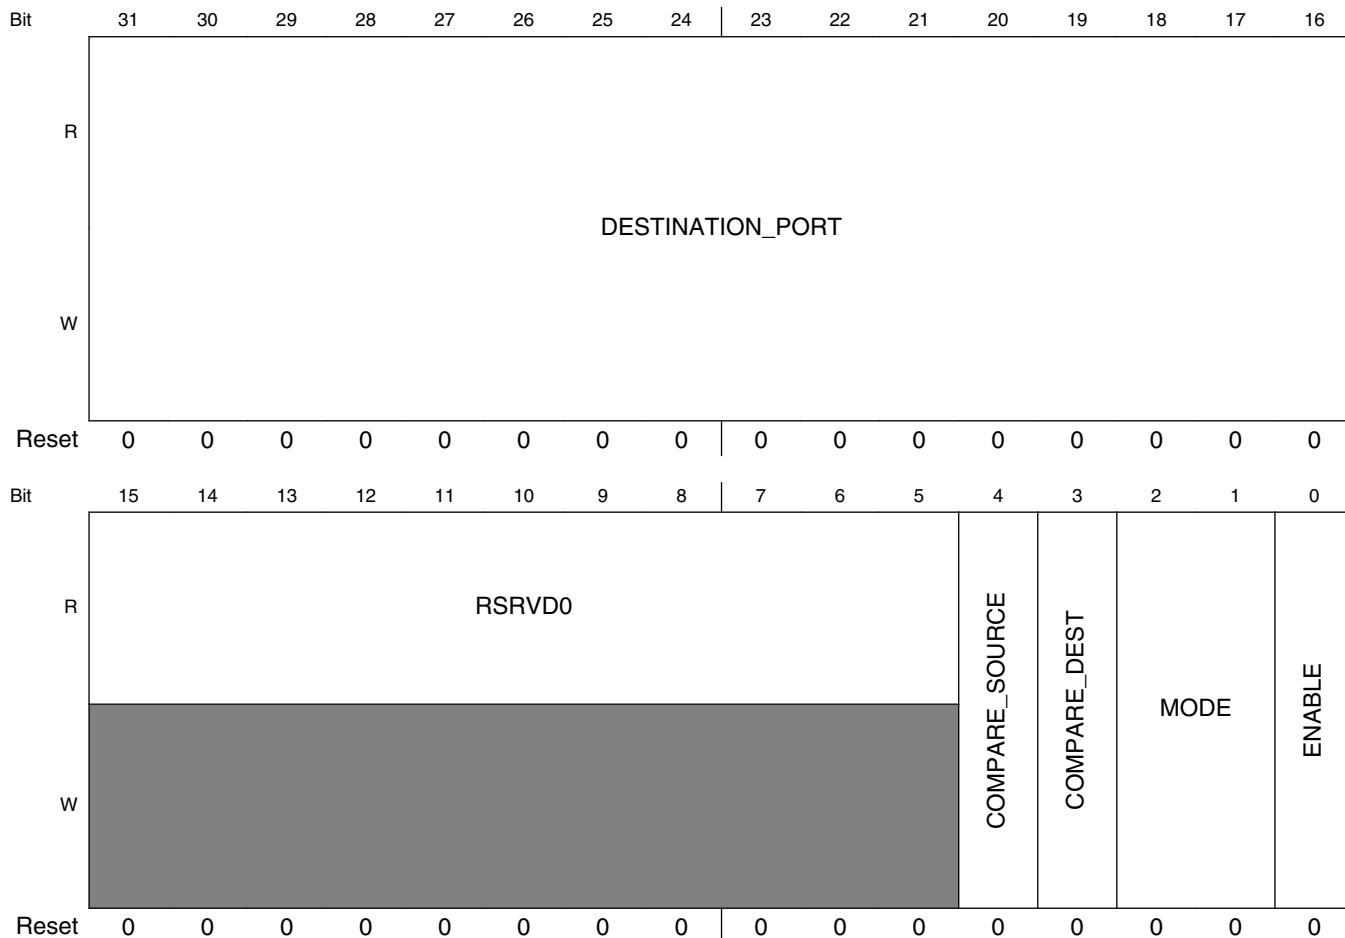 Bit 31 30 29 28 27 26 25 24 23 22 21 20 19 18 17 16
R
DESTINATION_PORT
W
Reset 0 0 0 0 0 0 0 0 0 0 0 0 0 0 0 0
Bit 15 14 13 12 11 10 9 8 7 6 5 4 3 2 1 0
R
RSRVD0
COMPARE_SOURCE
COMPARE_DEST
MODE
ENABLE
W
Reset 0 0 0 0 0 0 0 0 0 0 0 0 0 0 0 0